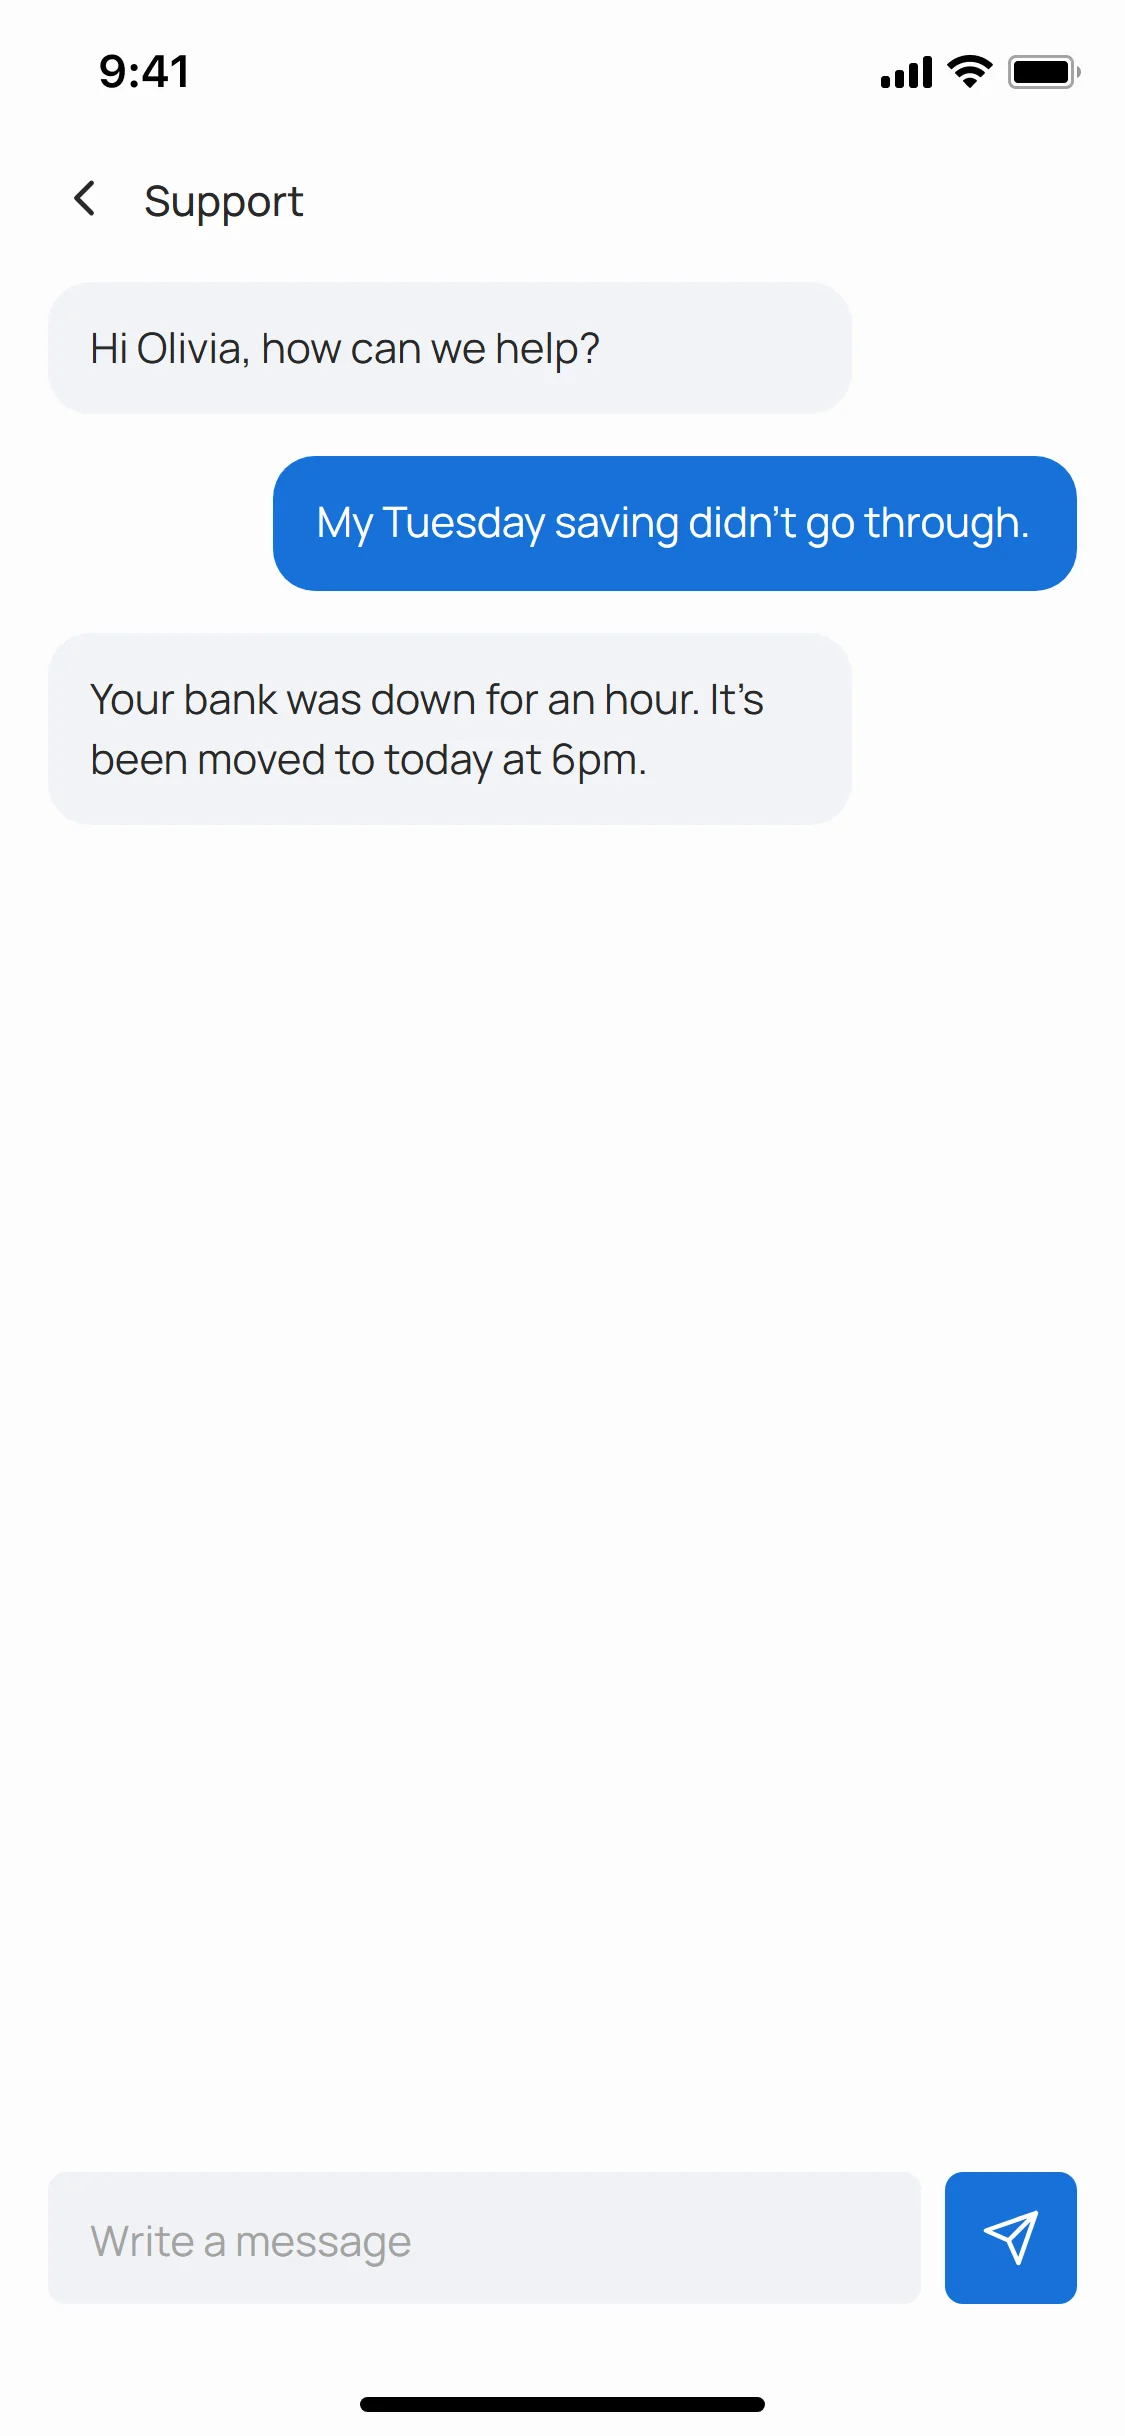 9:41
Support
Hi Olivia, how can we help?
My Tuesday saving didn’t go through.
Your bank was down for an hour. It’s
been moved to today at 6pm.
Write a message